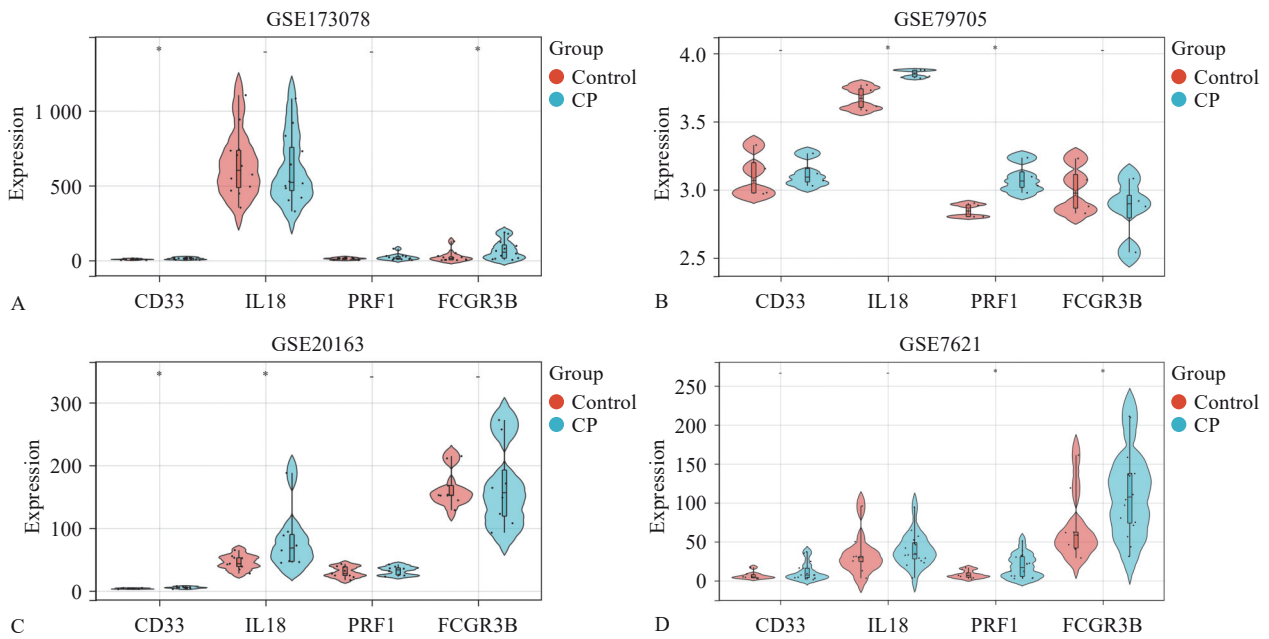 GSE173078
* - - *
Group
Control
CP
1 000
500
0
Expression
CD33 IL18 PRF1 FCGR3B
A
GSE79705
- * * -
Group
Control
CP
4.0
3.5
3.0
2.5
Expression
CD33 IL18 PRF1 FCGR3B
B
GSE20163
* * - -
Group
Control
CP
300
200
100
0
Expression
CD33 IL18 PRF1 FCGR3B
C
GSE7621
- - * *
Group
Control
CP
250
200
150
100
50
0
Expression
CD33 IL18 PRF1 FCGR3B
D